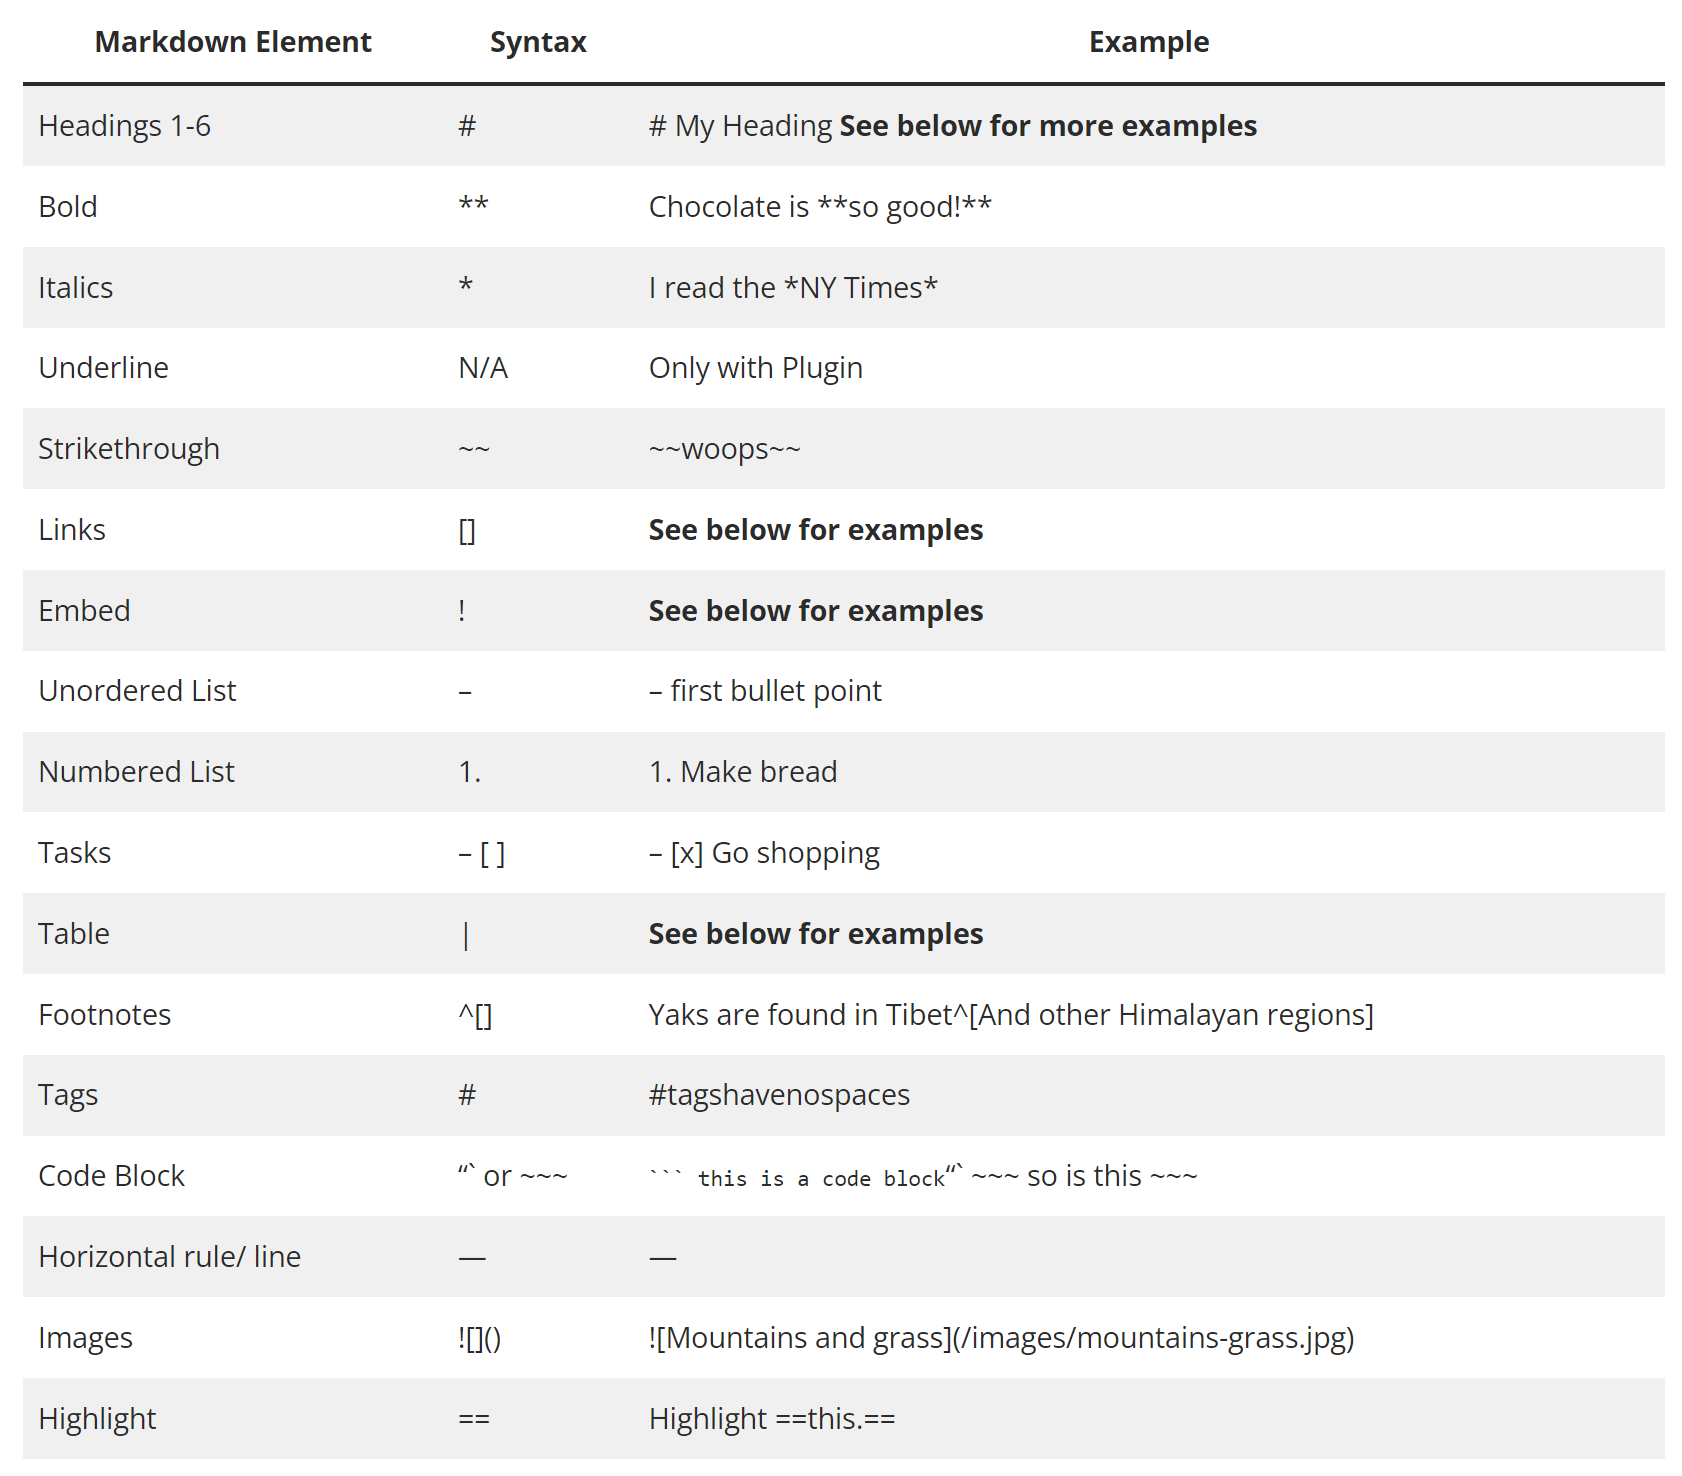 Markdown Element Syntax Example
Headings 1-6 # # My Heading See below for more examples
Bold ** Chocolate is **so good!**
Italics * I read the *NY Times*
Underline N/A Only with Plugin
Strikethrough ~~ ~~woops~~
Links [] See below for examples
Embed ! See below for examples
Unordered List – – first bullet point
Numbered List 1. 1. Make bread
Tasks – [ ] – [x] Go shopping
Table | See below for examples
Footnotes ^[] Yaks are found in Tibet^[And other Himalayan regions]
Tags # #tagshavenospaces
Code Block “` or ~~~ ``` this is a code block“` ~~~ so is this ~~~
Horizontal rule/ line — —
Images ![]() ![Mountains and grass](/images/mountains-grass.jpg)
Highlight == Highlight ==this.==